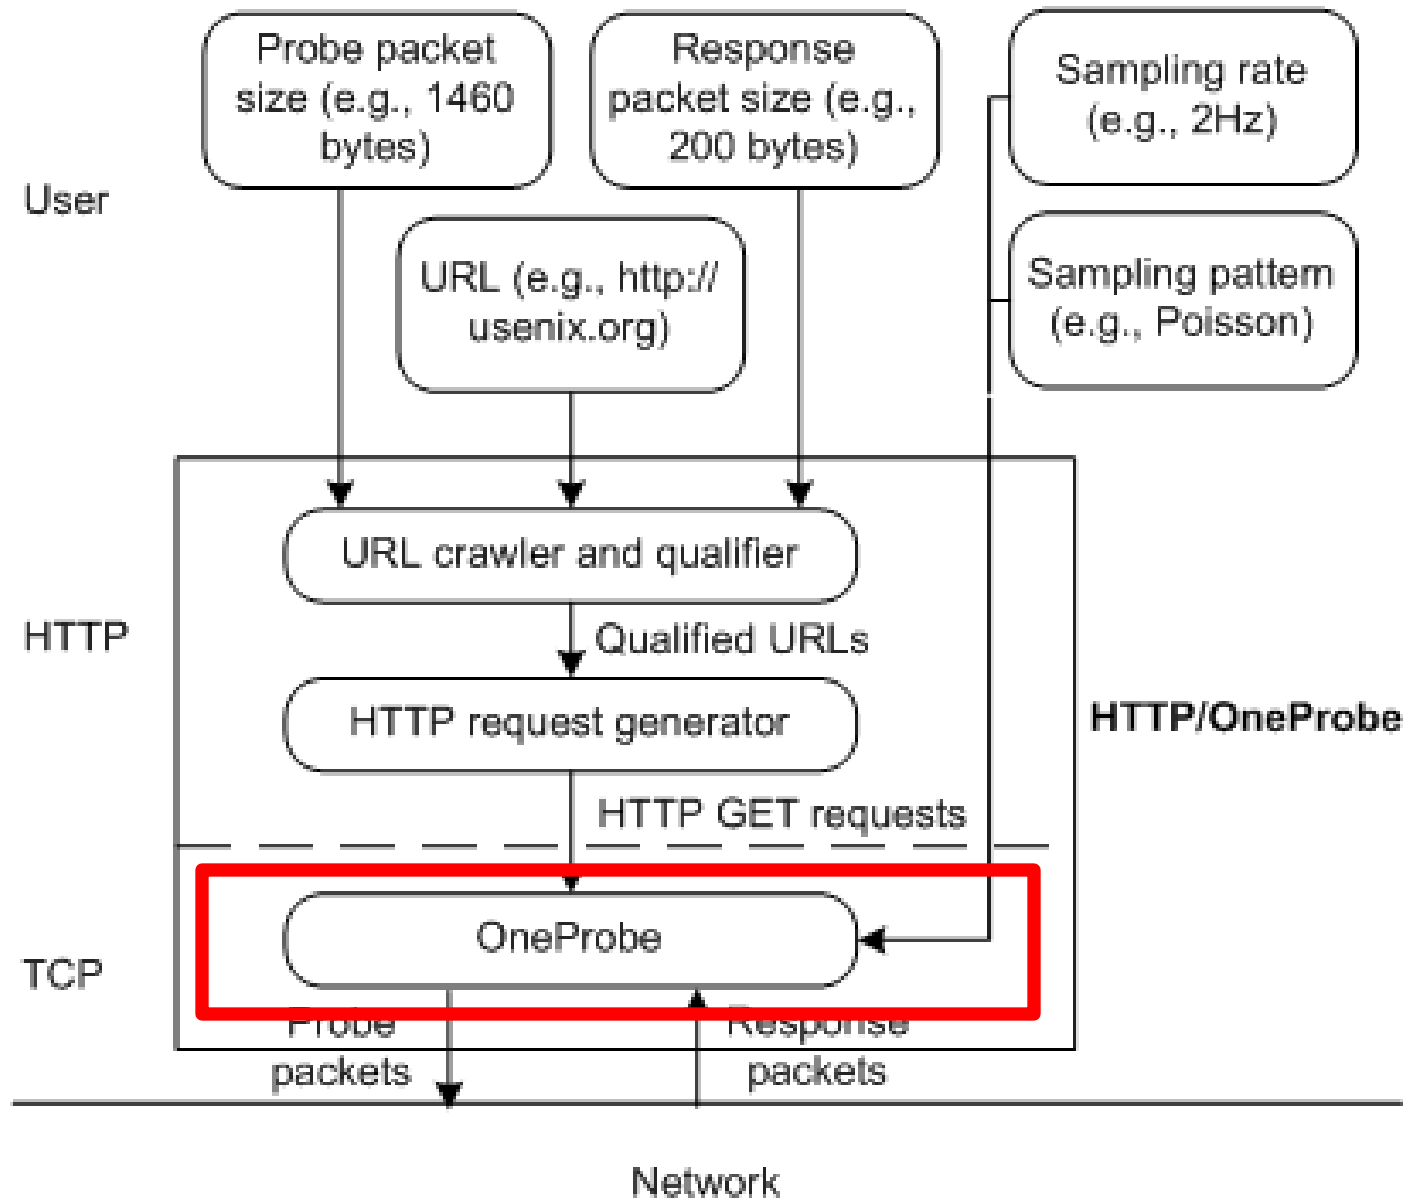 Probe packet
size (e.g., 1460
bytes)
Response
packet size (e.g.,
200 bytes)
Sampling rate
(e.g., 2Hz)
User
URL (e.g., http://
usenix.org)
Sampling pattern
(e.g., Poisson)
URL crawler and qualifier
HTTP
Qualified URLs
HTTP request generator
HTTP/OneProbe
HTTP GET requests
OneProbe
TCP
Probe
packets
Response
packets
Network